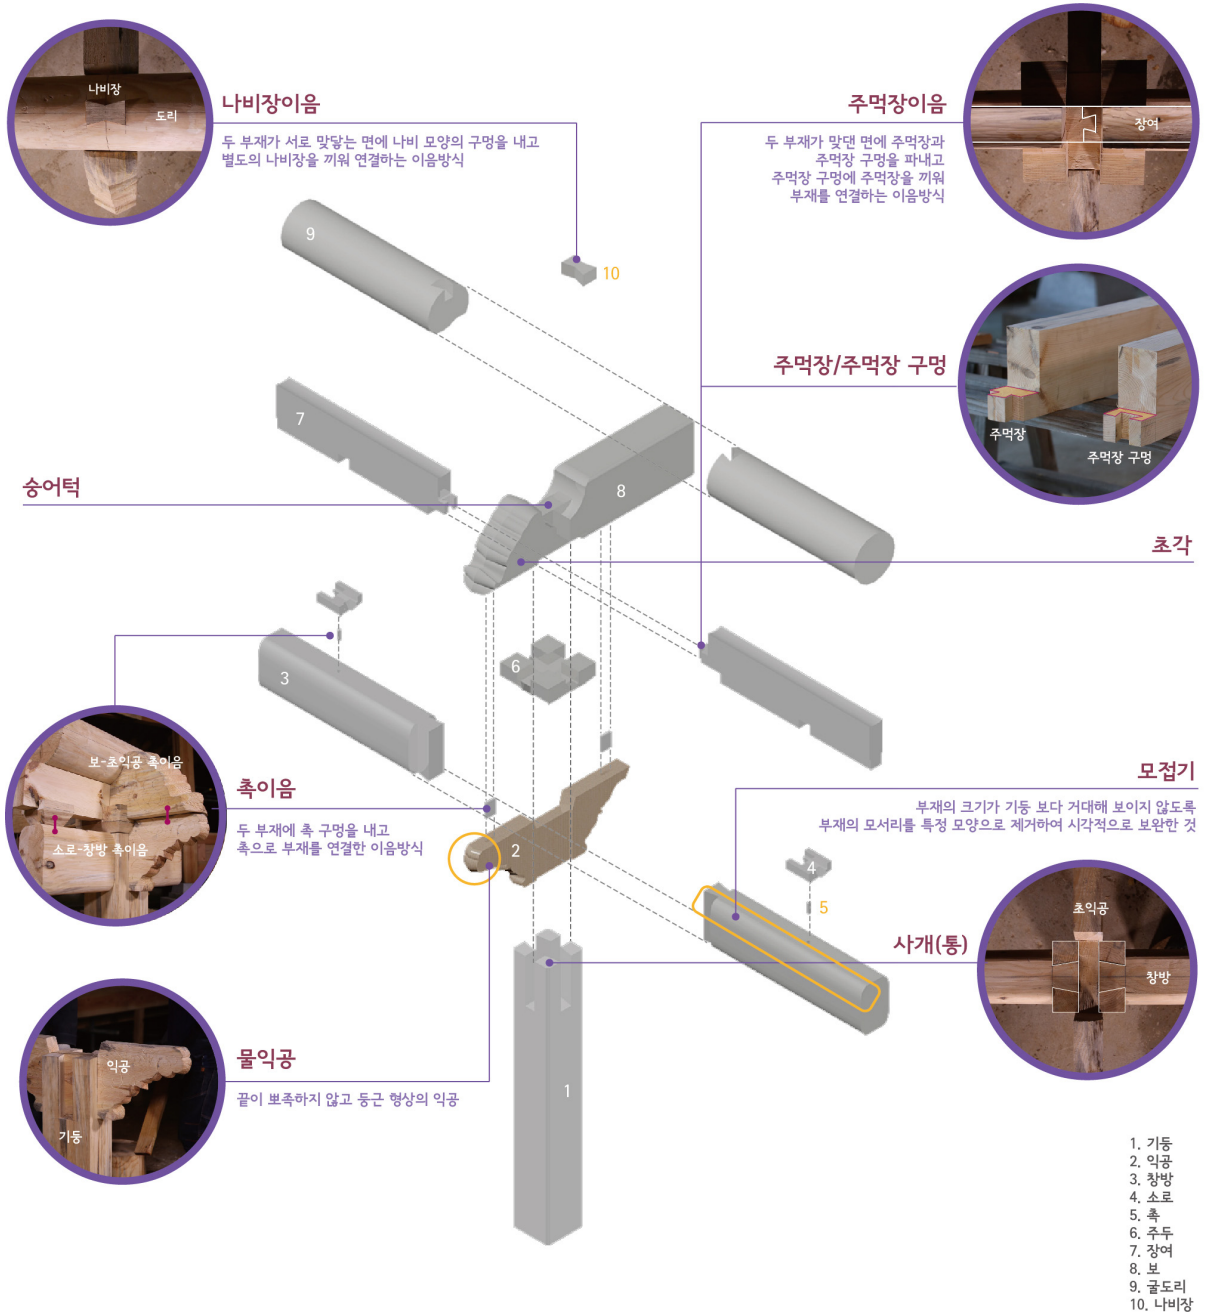 나비장
도리
나비장이음
두 부재가 서로 맞닿는 면에 나비 모양의 구멍을 내고
별도의 나비장을 끼워 연결하는 이음방식
주먹장이음
두 부재가 맞댄 면에 주먹장과
주먹장 구멍을 파내고
주먹장 구멍에 주먹장을 끼워
부재를 연결하는 이음방식
장여
9
10
주먹장/주먹장 구멍
주먹장
주먹장 구멍
7
8
숭어턱
초각
6
3
보-초익공 촉이음
소로-창방 촉이음
촉이음
두 부재에 촉 구멍을 내고
촉으로 부재를 연결한 이음방식
2
모접기
부재의 크기가 기둥 보다 거대해 보이지 않도록
부재의 모서리를 특정 모양으로 제거하여 시각적으로 보완한 것
4
5
사개(통)
초익공
창방
익공
기둥
물익공
끝이 뽀족하지 않고 둥근 형상의 익공
1
1. 기둥
2. 익공
3. 창방
4. 소로
5. 촉
6. 주두
7. 장여
8. 보
9. 굴도리
10. 나비장